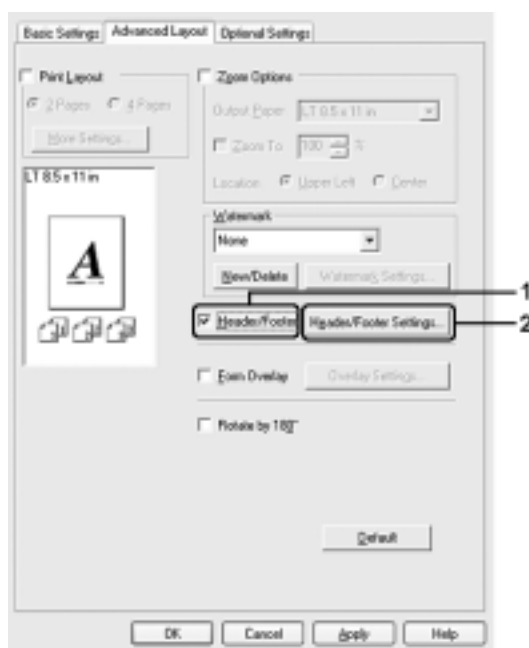 Basic Settings Advanced Layout Optional Settings
Print Layout
2 Pages 4 Pages
More Settings...
Zoom Options
Output Paper LT 8.5 x 11 in
Zoom To 100 %
Location Upper Left Center
LT 8.5 x 11 in
A
Watermark
None
New/Delete Watermark Settings...
1
Header/Footer Header/Footer Settings...
2
Form Overlay Overlay Settings...
Rotate by 180°
Default
OK Cancel Apply Help